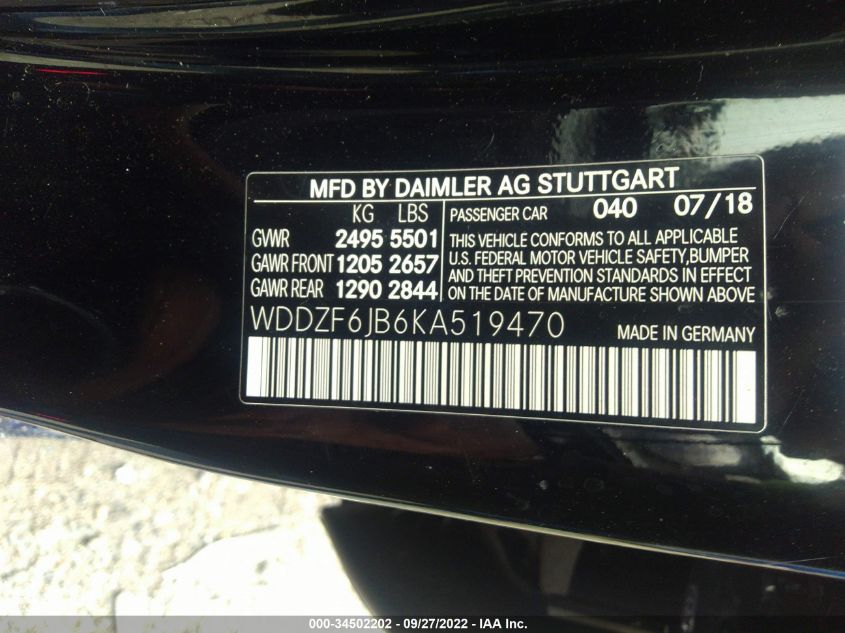 MFD BY DAIMLER AG STUTTGART
KG LBS
GVWR 2495 5501
GAWR FRONT 1205 2657
GAWR REAR 1290 2844
PASSENGER CAR 040 07/18
THIS VEHICLE CONFORMS TO ALL APPLICABLE
U.S. FEDERAL MOTOR VEHICLE SAFETY,BUMPER
AND THEFT PREVENTION STANDARDS IN EFFECT
ON THE DATE OF MANUFACTURE SHOWN ABOVE
WDDZF6JB6KA519470 MADE IN GERMANY
000-34502202 - 09/27/2022 - IAA Inc.